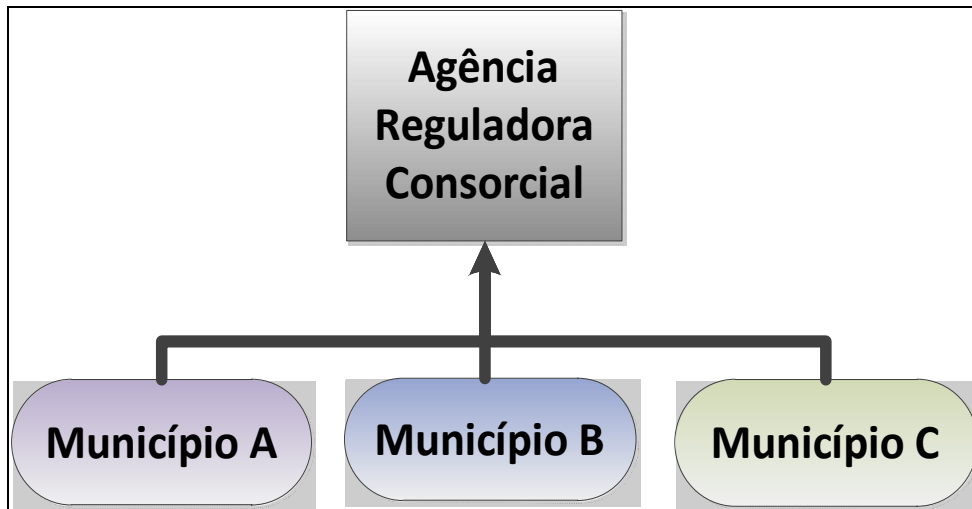 Agência
Reguladora
Consorcial
Município A
Município B
Município C